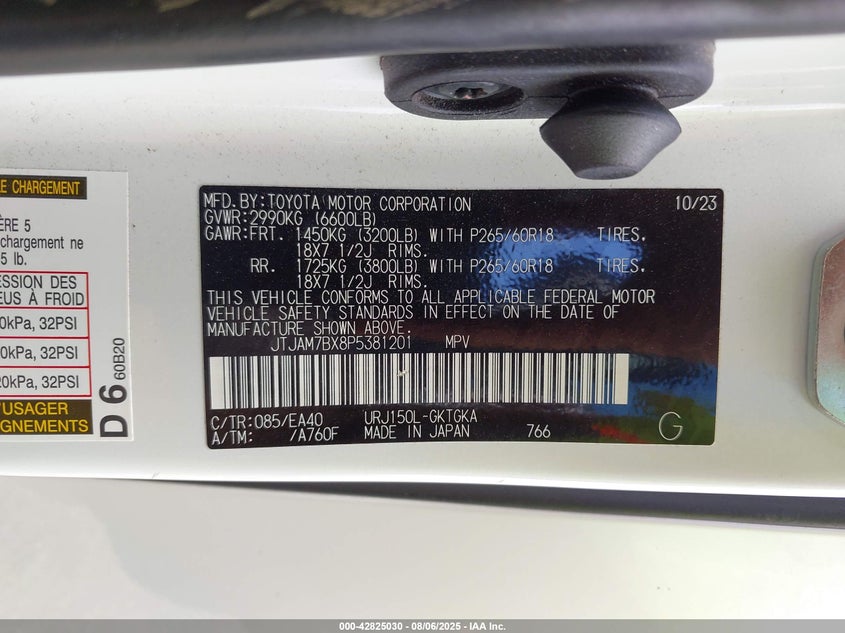 LE CHARGEMENT
ÈRE 5
chargement ne
5 lb.
ESSION DES
EUS À FROID
0kPa, 32PSI
0kPa, 32PSI
20kPa, 32PSI
USAGER
GNEMENTS
D 6 60B20
MFD.BY:TOYOTA MOTOR CORPORATION 10/23
GVWR:2990KG (6600LB)
GAWR:FRT. 1450KG (3200LB) WITH P265/60R18 TIRES.
18X7 1/2J RIMS.
RR. 1725KG (3800LB) WITH P265/60R18 TIRES.
18X7 1/2J RIMS.
THIS VEHICLE CONFORMS TO ALL APPLICABLE FEDERAL MOTOR
VEHICLE SAFETY STANDARDS IN EFFECT ON THE DATE OF
MANUFACTURE SHOWN ABOVE.
JTJAM7BX8P5381201 MPV
C/TR:085/EA40 URJ150L-GKTGKA
A/TM: /A760F MADE IN JAPAN 766 G
000-42825030 - 08/06/2025 - IAA Inc.